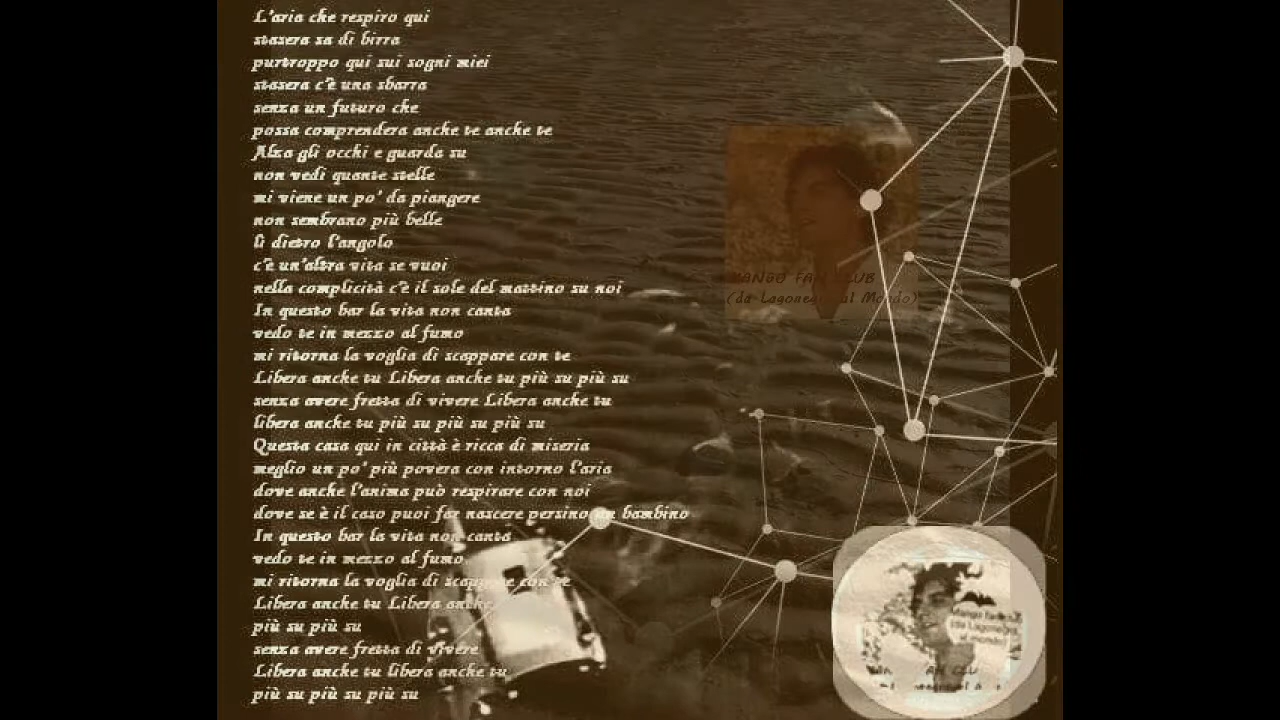 L'aria che respiro qui
stasera sa di birra
purtroppo qui sui sogni miei
stasera c'è una sbarra
senza un futuro che
possa comprendera anche te anche te
Alza gli occhi e guarda su
non vedi quante stelle
mi viene un po' da piangere
non sembrano più belle
lì dietro l'angolo
c'è un'altra vita se vuoi
nella complicità c'è il sole del mattino su noi
In questo bar la vita non canta
vedo te in mezzo al fumo
mi ritorna la voglia di scappare con te
Libera anche tu Libera anche tu più su più su
senza avere fretta di vivere Libera anche tu
libera anche tu più su più su più su
Questa casa qui in città è ricca di miseria
meglio un po' più povera con intorno l'aria
dove anche l'anima può respirare con noi
dove se è il caso puoi far nascere persino un bambino
In questo bar la vita non canta
vedo te in mezzo al fumo
mi ritorna la voglia di scappare con te
Libera anche tu Libera anche
più su più su
senza avere fretta di vivere
Libera anche tu libera anche tu
più su più su più su
MANGO FAN CLUB
(da Lagonegro al Mondo)
Mango